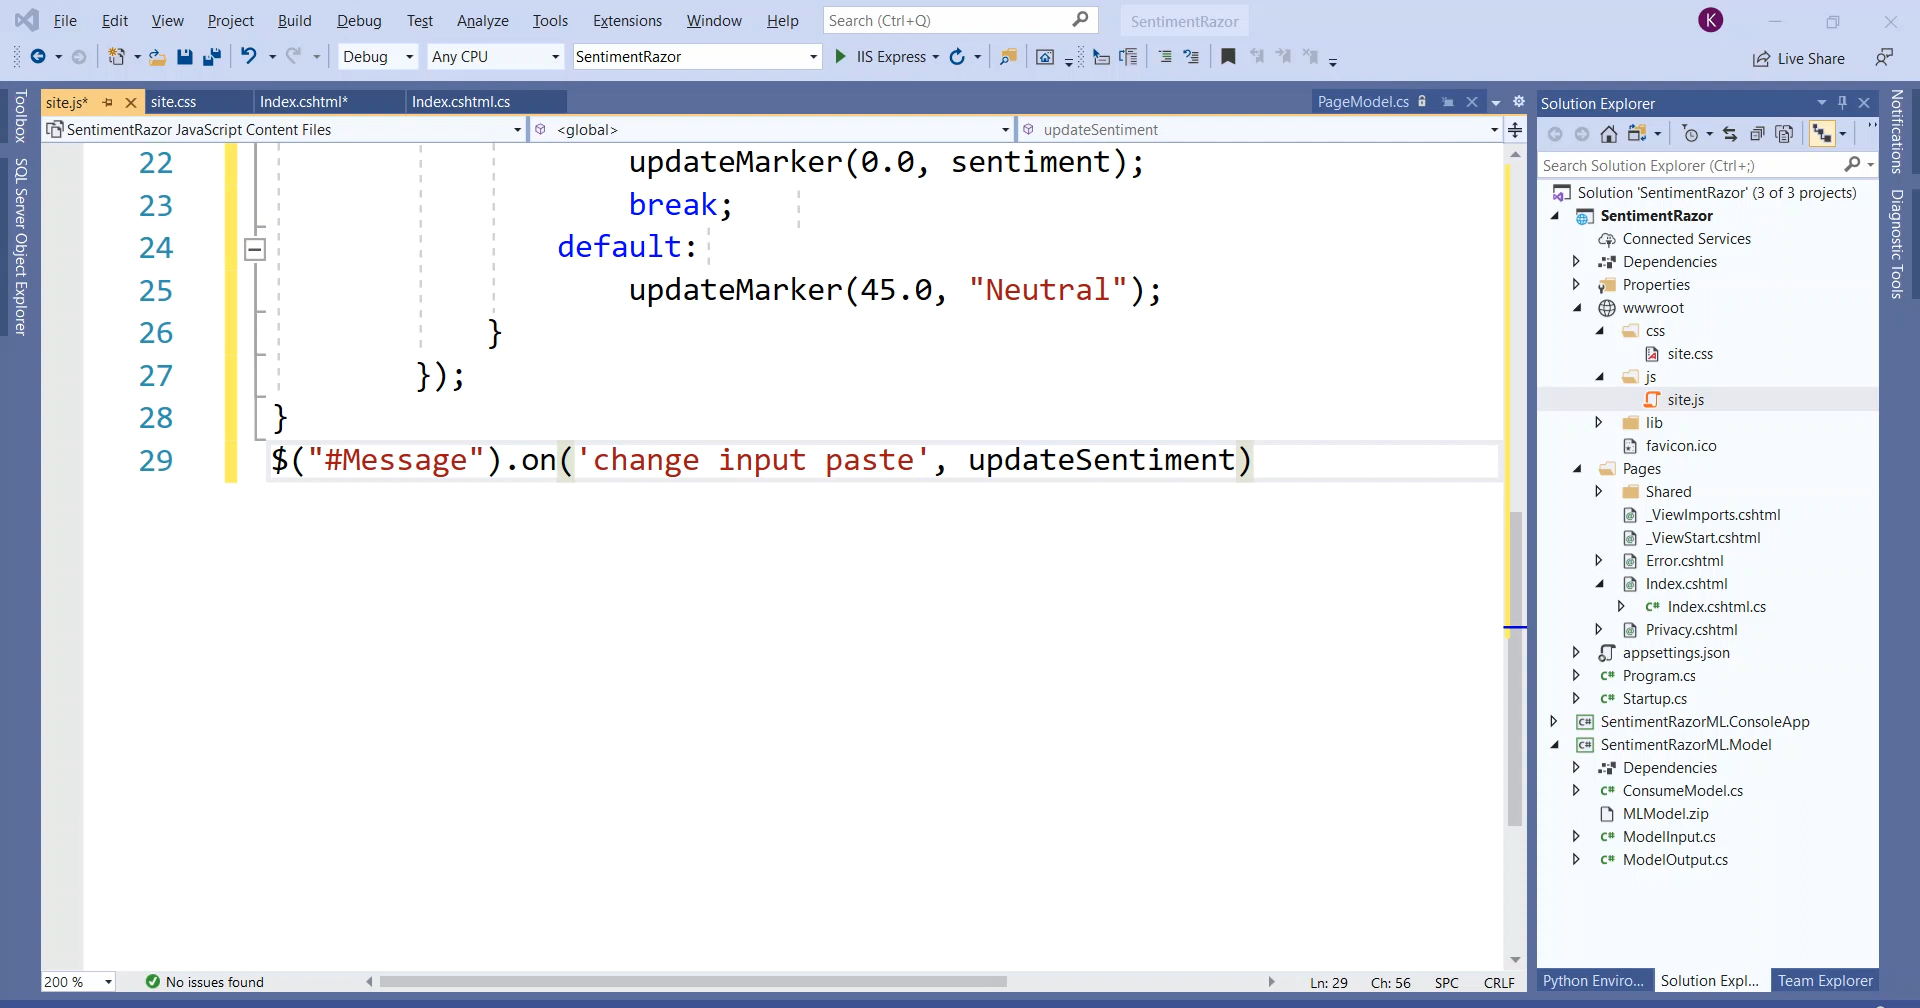 File Edit View Project Build Debug Test Analyze Tools Extensions Window Help Search (Ctrl+Q) SentimentRazor K
Debug Any CPU SentimentRazor IIS Express Live Share
site.js* site.css Index.cshtml* Index.cshtml.cs PageModel.cs
SentimentRazor JavaScript Content Files <global> updateSentiment
22 updateMarker(0.0, sentiment);
23 break;
24 default:
25 updateMarker(45.0, "Neutral");
26 }
27 });
28 }
29 $("#Message").on('change input paste', updateSentiment)
200 % No issues found Ln: 29 Ch: 56 SPC CRLF
Toolbox
SQL Server Object Explorer
Solution Explorer
Search Solution Explorer (Ctrl+;)
Solution 'SentimentRazor' (3 of 3 projects)
SentimentRazor
Connected Services
Dependencies
Properties
wwwroot
css
site.css
js
site.js
lib
favicon.ico
Pages
Shared
_ViewImports.cshtml
_ViewStart.cshtml
Error.cshtml
Index.cshtml
C# Index.cshtml.cs
Privacy.cshtml
appsettings.json
C# Program.cs
C# Startup.cs
C# SentimentRazorML.ConsoleApp
C# SentimentRazorML.Model
Dependencies
C# ConsumeModel.cs
MLModel.zip
C# ModelInput.cs
C# ModelOutput.cs
Python Enviro... Solution Expl... Team Explorer
Notifications
Diagnostic Tools